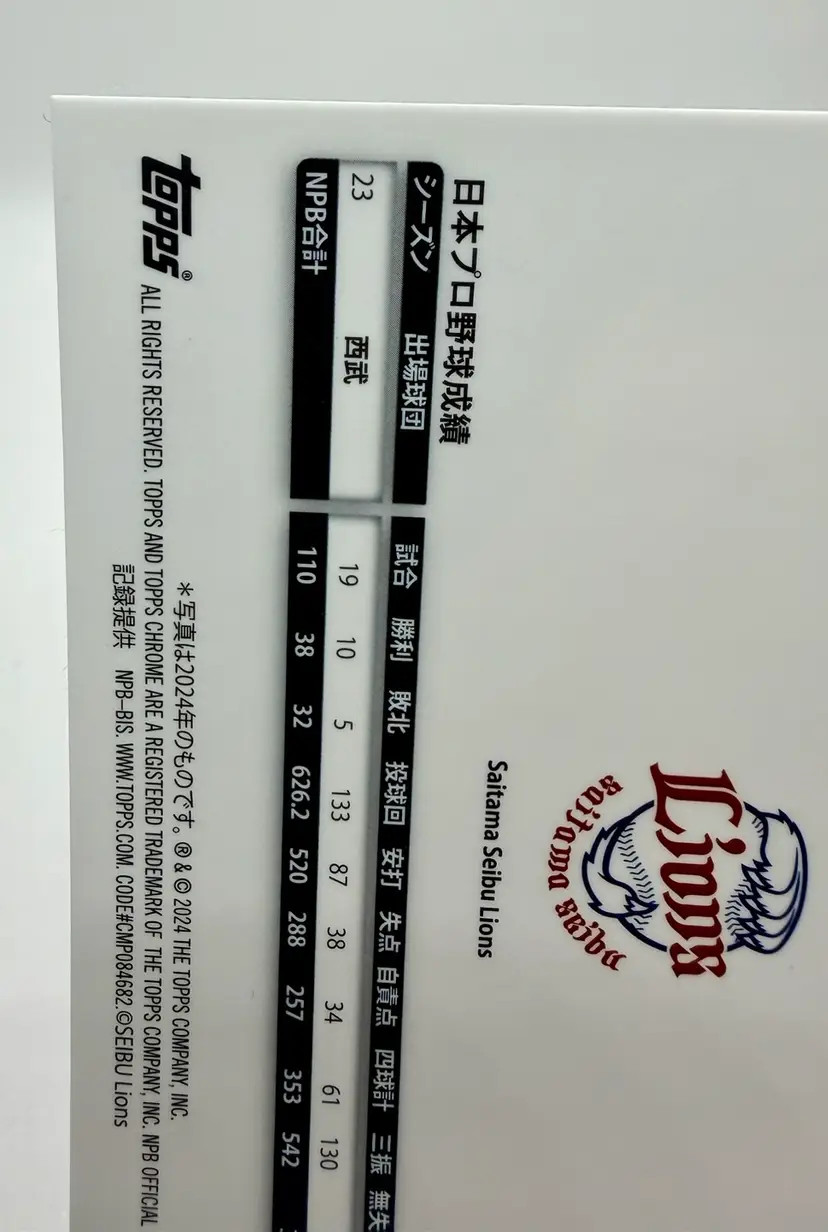 Lions
Saitama Seibu
Saitama Seibu Lions
日本プロ野球成績
シーズン 出場球団 試合 勝利 敗北 投球回 安打 失点 自責点 四球計 三振 無失
23 西武 19 10 5 133 87 38 34 61 130
NPB合計 110 38 32 626.2 520 288 257 353 542
*写真は2024年のものです。®&© 2024 THE TOPPS COMPANY, INC.
topps® ALL RIGHTS RESERVED. TOPPS AND TOPPS CHROME ARE A REGISTERED TRADEMARK OF THE TOPPS COMPANY, INC. NPB OFFICIAL
記録提供 NPB-BIS. WWW.TOPPS.COM. CODE#CMP084682.©SEIBU Lions